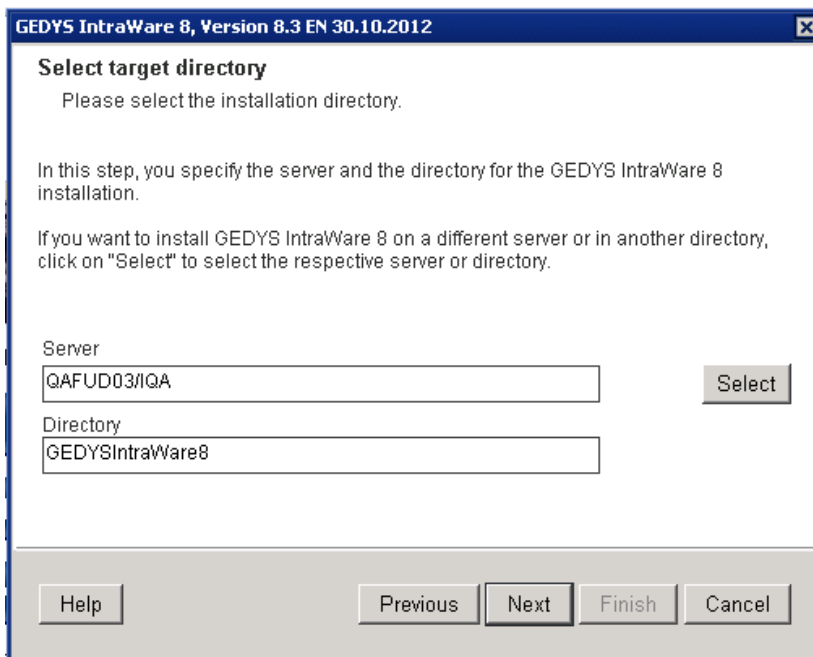 GEDYS IntraWare 8, Version 8.3 EN 30.10.2012
Select target directory
Please select the installation directory.
In this step, you specify the server and the directory for the GEDYS IntraWare 8
installation.
If you want to install GEDYS IntraWare 8 on a different server or in another directory,
click on "Select" to select the respective server or directory.
Server
QAFUD03/IQA
Select
Directory
GEDYSIntraWare8
Help
Previous
Next
Finish
Cancel